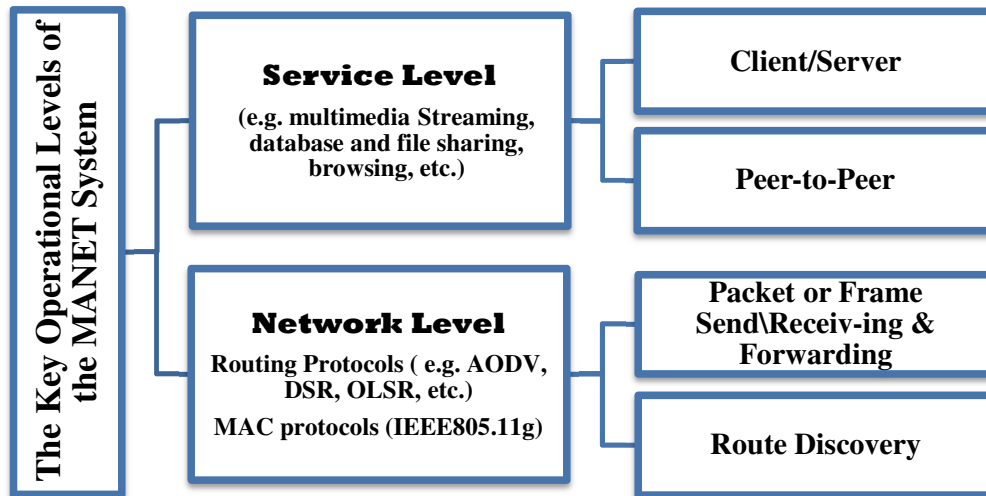 The Key Operational Levels of
the MANET System
Service Level
(e.g. multimedia Streaming,
database and file sharing,
browsing, etc.)
Client/Server
Peer-to-Peer
Network Level
Routing Protocols ( e.g. AODV,
DSR, OLSR, etc.)
MAC protocols (IEEE805.11g)
Packet or Frame
Send\Receiv-ing &
Forwarding
Route Discovery